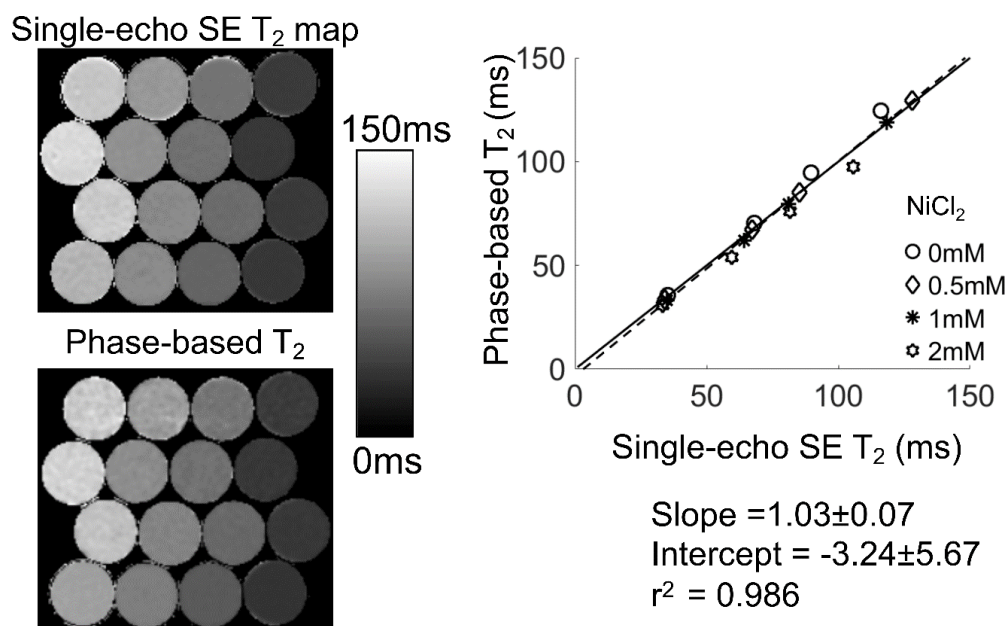 Single-echo SE T₂ map
150ms
0ms
Phase-based T₂
Phase-based T₂ (ms)
150
100
50
0
0
50
100
150
Single-echo SE T₂ (ms)
NiCl₂
0mM
0.5mM
1mM
2mM
Slope =1.03±0.07
Intercept = -3.24±5.67
r² = 0.986